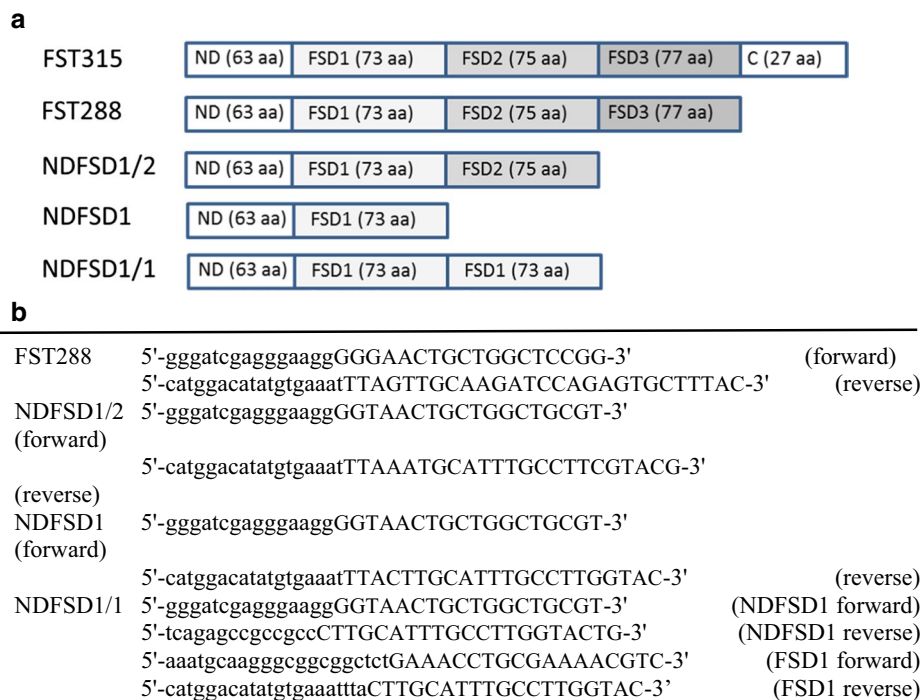 a
FST315 ND (63 aa) FSD1 (73 aa) FSD2 (75 aa) FSD3 (77 aa) C (27 aa)
FST288 ND (63 aa) FSD1 (73 aa) FSD2 (75 aa) FSD3 (77 aa)
NDFSD1/2 ND (63 aa) FSD1 (73 aa) FSD2 (75 aa)
NDFSD1 ND (63 aa) FSD1 (73 aa)
NDFSD1/1 ND (63 aa) FSD1 (73 aa) FSD1 (73 aa)
b
FST288 5'-gggatcgagggaaggGGGAACTGCTGGCTCCGG-3' (forward)
5'-catggacatatgtgaaatTTAGTTGCAAGATCCAGAGTGCTTTAC-3' (reverse)
NDFSD1/2 5'-gggatcgagggaaggGGTAACTGCTGGCTGCGT-3'
(forward)
5'-catggacatatgtgaaatTTAAATGCATTTGCCTTCGTACG-3'
(reverse)
NDFSD1 5'-gggatcgagggaaggGGTAACTGCTGGCTGCGT-3'
(forward)
5'-catggacatatgtgaaatTTACTTGCATTTGCCTTGGTAC-3' (reverse)
NDFSD1/1 5'-gggatcgagggaaggGGTAACTGCTGGCTGCGT-3' (NDFSD1 forward)
5'-tcagagccgccgccCTTGCATTTGCCTTGGTACTG-3' (NDFSD1 reverse)
5'-aaatgcaagggcggcggctctGAAACCTGCGAAAACGTC-3' (FSD1 forward)
5'-catggacatatgtgaaatttaCTTGCATTTGCCTTGGTAC-3’ (FSD1 reverse)